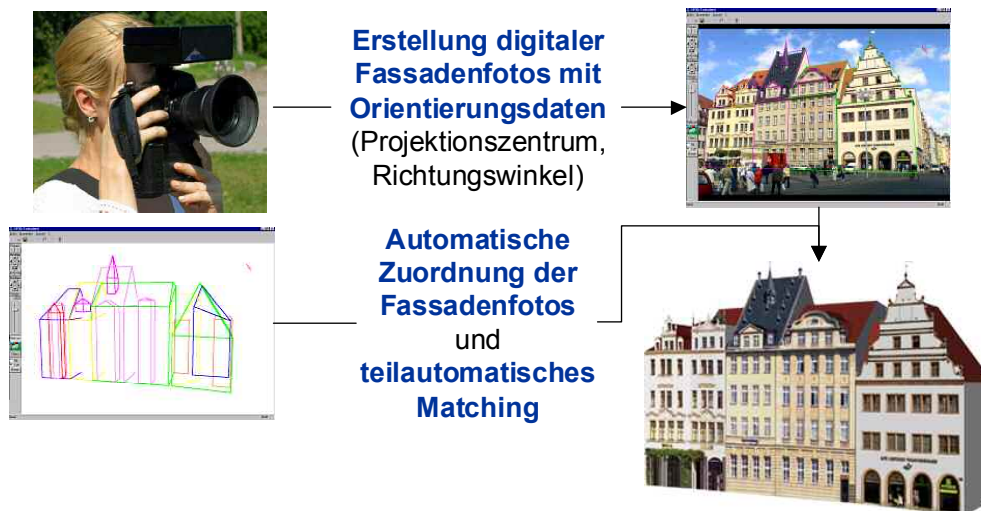 Erstellung digitaler
Fassadenfotos mit
Orientierungsdaten
(Projektionszentrum,
Richtungswinkel)
Automatische
Zuordnung der
Fassadenfotos
und
teilautomatisches
Matching